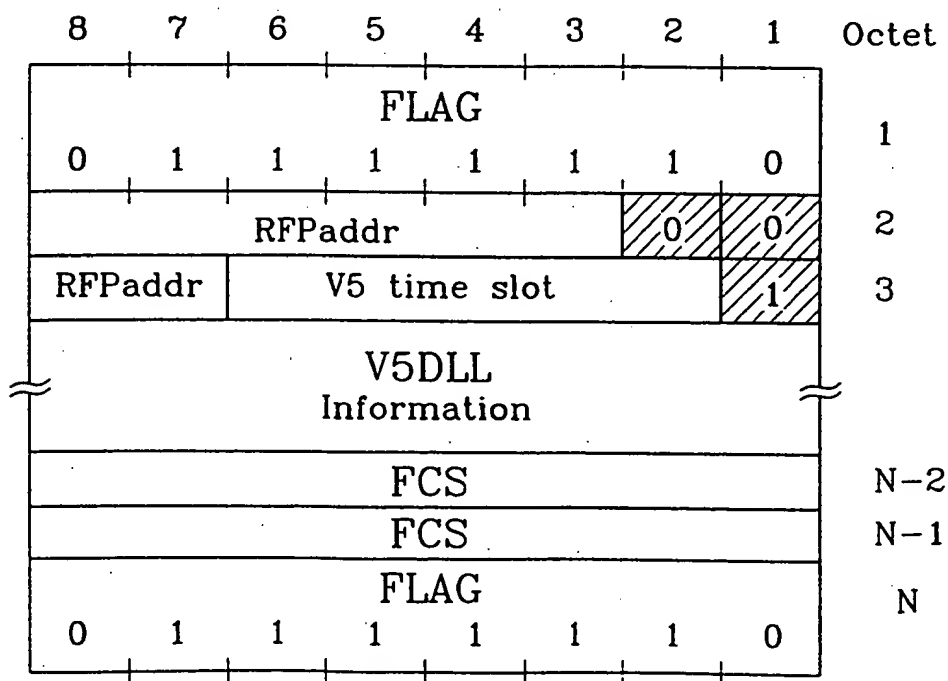 8 7 6 5 4 3 2 1 Octet
FLAG
1
0 1 1 1 1 1 1 0
RFPaddr 0 0 2
RFPaddr V5 time slot 1 3
V5DLL
Information
FCS N-2
FCS N-1
FLAG
N
0 1 1 1 1 1 1 0